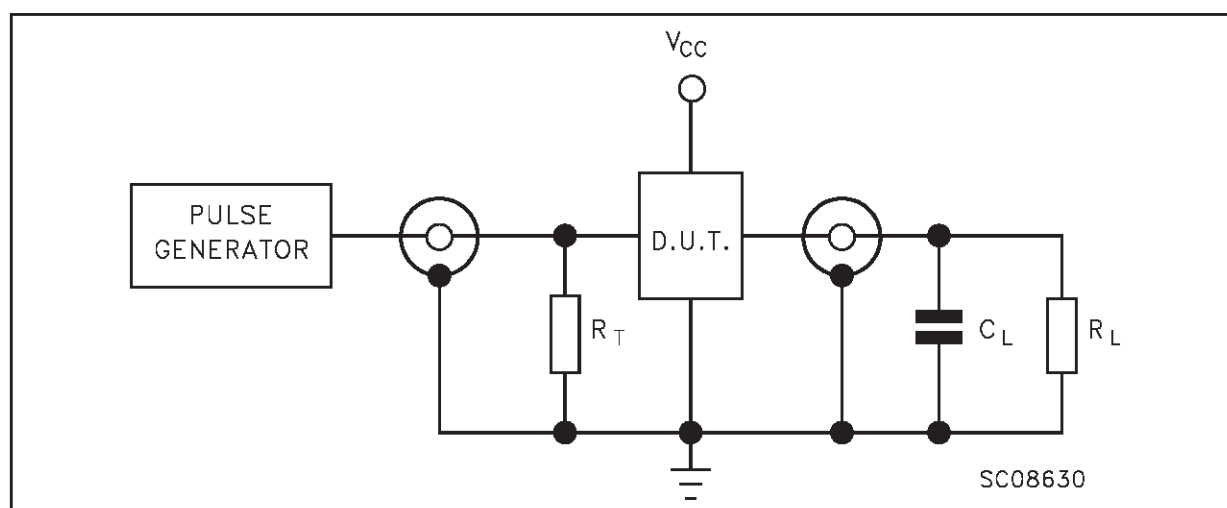 VCC
PULSE
GENERATOR
D.U.T.
RT
CL
RL
SC08630